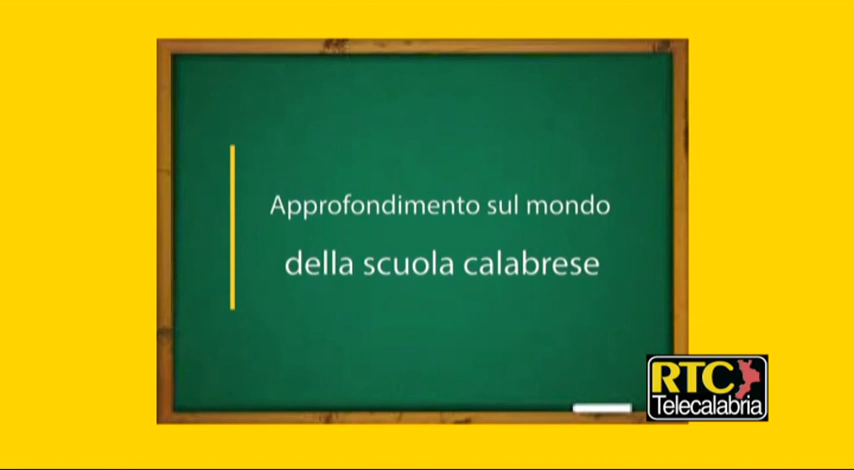 Approfondimento sul mondo
della scuola calabrese
RTC
Telecalabria